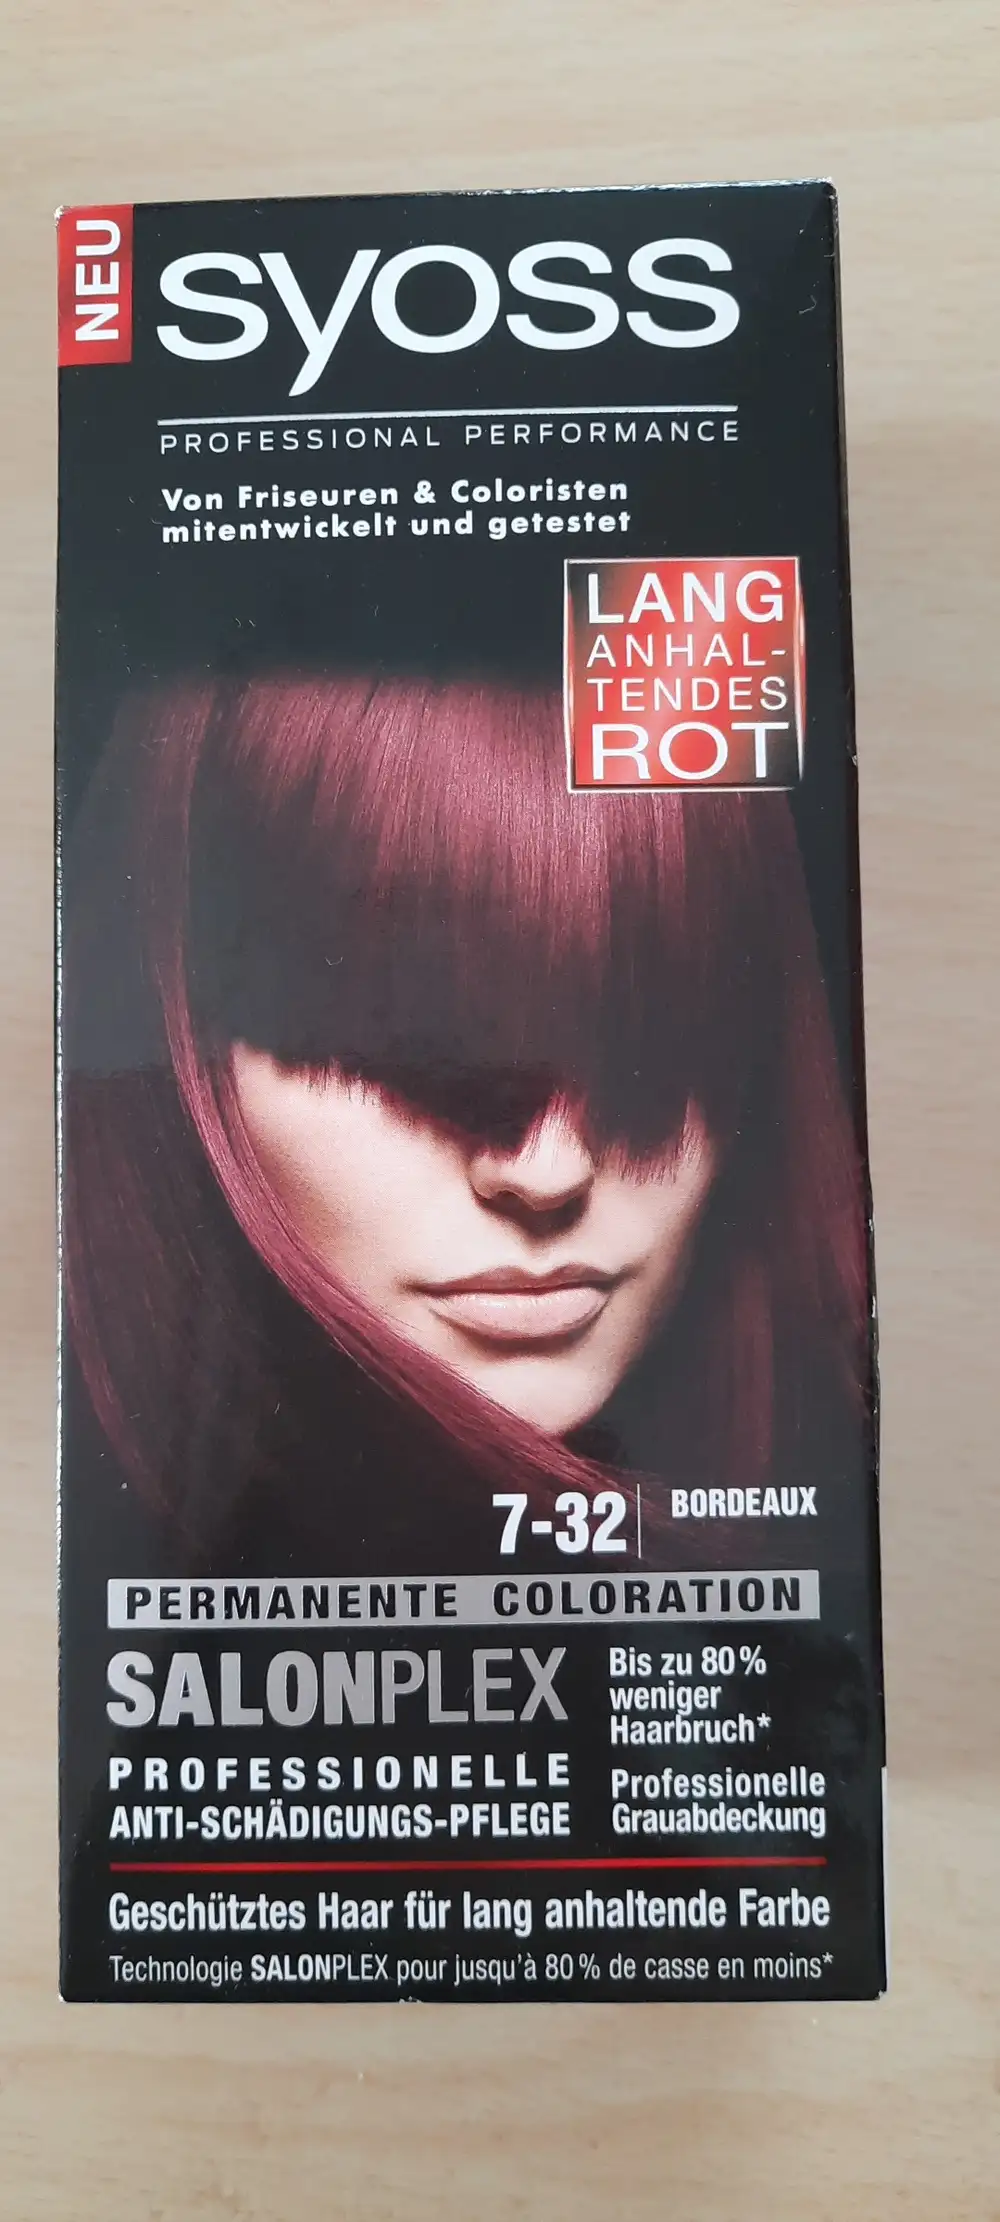 NEU
syoss
PROFESSIONAL PERFORMANCE
Von Friseuren & Coloristen
mitentwickelt und getestet
LANG
ANHAL-
TENDES
ROT
7-32 BORDEAUX
PERMANENTE COLORATION
SALONPLEX
PROFESSIONELLE
ANTI-SCHÄDIGUNGS-PFLEGE
Bis zu 80%
weniger
Haarbruch*
Professionelle
Grauabdeckung
Geschütztes Haar für lang anhaltende Farbe
Technologie SALONPLEX pour jusqu'à 80% de casse en moins*